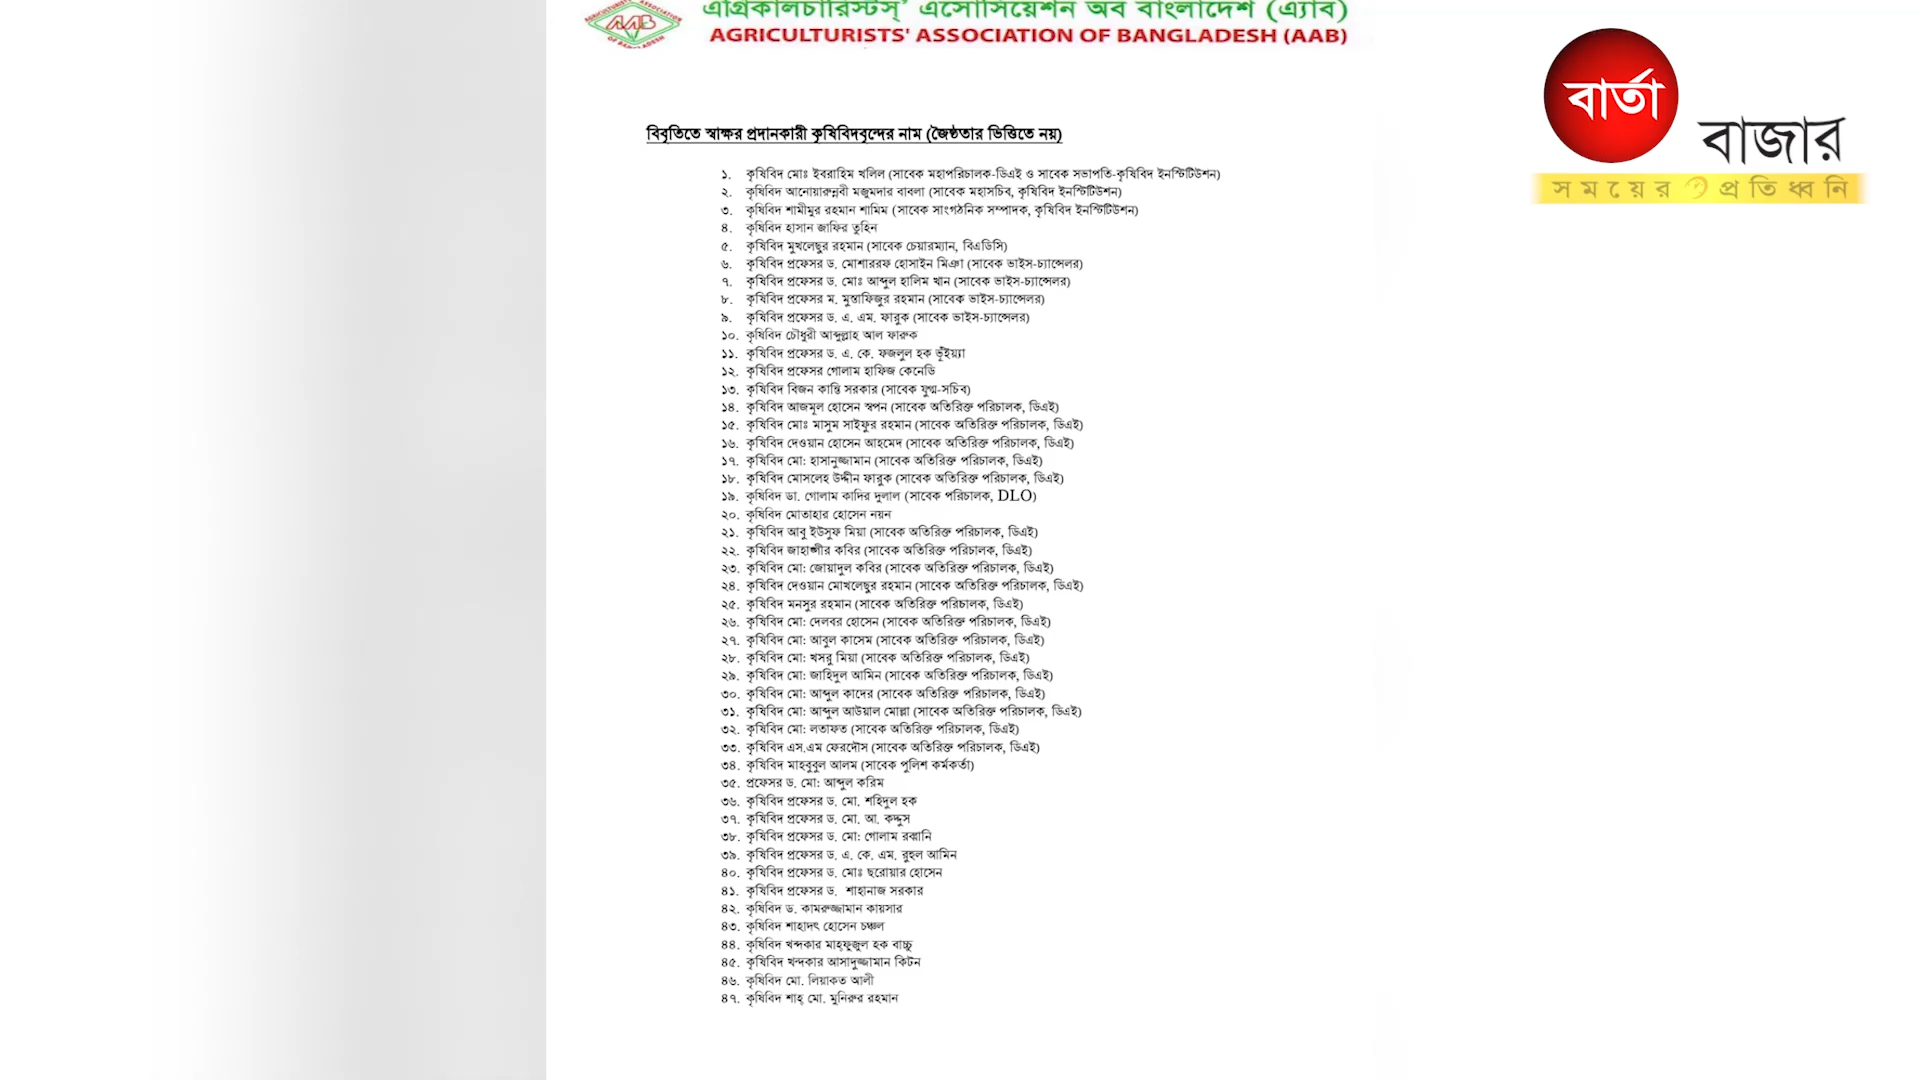 এগ্রিকালচারিস্টস্' এসোসিয়েশন অব বাংলাদেশ (এ্যাব)
AGRICULTURISTS' ASSOCIATION OF BANGLADESH (AAB)
বার্তা
বাজার
সময়ের প্রতিধ্বনি
বিবৃতিতে স্বাক্ষর প্রদানকারী কৃষিবিদবৃন্দের নাম (জৈষ্ঠতার ভিত্তিতে নয়)
১. কৃষিবিদ মোঃ ইবরাহিম খলিল (সাবেক মহাপরিচালক-ডিএই ও সাবেক সভাপতি-কৃষিবিদ ইনস্টিটিউশন)
২. কৃষিবিদ আনোয়ারুন্নবী মজুমদার বাবলা (সাবেক মহাসচিব, কৃষিবিদ ইনস্টিটিউশন)
৩. কৃষিবিদ শামীমুর রহমান শামিম (সাবেক সাংগঠনিক সম্পাদক, কৃষিবিদ ইনস্টিটিউশন)
৪. কৃষিবিদ হাসান জাফির তুহিন
৫. কৃষিবিদ মুখলেছুর রহমান (সাবেক চেয়ারম্যান, বিএডিসি)
৬. কৃষিবিদ প্রফেসর ড. মোশাররফ হোসাইন মিঞা (সাবেক ভাইস-চ্যান্সেলর)
৭. কৃষিবিদ প্রফেসর ড. মোঃ আব্দুল হালিম খান (সাবেক ভাইস-চ্যান্সেলর)
৮. কৃষিবিদ প্রফেসর ম. মুস্তাফিজুর রহমান (সাবেক ভাইস-চ্যান্সেলর)
৯. কৃষিবিদ প্রফেসর ড. এ. এম. ফারুক (সাবেক ভাইস-চ্যান্সেলর)
১০. কৃষিবিদ চৌধুরী আব্দুল্লাহ আল ফারুক
১১. কৃষিবিদ প্রফেসর ড. এ. কে. ফজলুল হক ভূঁইয়্যা
১২. কৃষিবিদ প্রফেসর গোলাম হাফিজ কেনেডি
১৩. কৃষিবিদ বিজন কান্তি সরকার (সাবেক যুগ্ম-সচিব)
১৪. কৃষিবিদ আজমূল হোসেন স্বপন (সাবেক অতিরিক্ত পরিচালক, ডিএই)
১৫. কৃষিবিদ মোঃ মাসুম সাইফুর রহমান (সাবেক অতিরিক্ত পরিচালক, ডিএই)
১৬. কৃষিবিদ দেওয়ান হোসেন আহমেদ (সাবেক অতিরিক্ত পরিচালক, ডিএই)
১৭. কৃষিবিদ মো: হাসানুজ্জামান (সাবেক অতিরিক্ত পরিচালক, ডিএই)
১৮. কৃষিবিদ মোসলেহ উদ্দীন ফারুক (সাবেক অতিরিক্ত পরিচালক, ডিএই)
১৯. কৃষিবিদ ডা. গোলাম কাদির দুলাল (সাবেক পরিচালক, DLO)
২০. কৃষিবিদ মোতাহার হোসেন নয়ন
২১. কৃষিবিদ আবু ইউসুফ মিয়া (সাবেক অতিরিক্ত পরিচালক, ডিএই)
২২. কৃষিবিদ জাহাঙ্গীর কবির (সাবেক অতিরিক্ত পরিচালক, ডিএই)
২৩. কৃষিবিদ মো: জোয়াদুল কবির (সাবেক অতিরিক্ত পরিচালক, ডিএই)
২৪. কৃষিবিদ দেওয়ান মোখলেছুর রহমান (সাবেক অতিরিক্ত পরিচালক, ডিএই)
২৫. কৃষিবিদ মনসুর রহমান (সাবেক অতিরিক্ত পরিচালক, ডিএই)
২৬. কৃষিবিদ মো: দেলবর হোসেন (সাবেক অতিরিক্ত পরিচালক, ডিএই)
২৭. কৃষিবিদ মো: আবুল কাসেম (সাবেক অতিরিক্ত পরিচালক, ডিএই)
২৮. কৃষিবিদ মো: খসরু মিয়া (সাবেক অতিরিক্ত পরিচালক, ডিএই)
২৯. কৃষিবিদ মো: জাহিদুল আমিন (সাবেক অতিরিক্ত পরিচালক, ডিএই)
৩০. কৃষিবিদ মো: আব্দুল কাদের (সাবেক অতিরিক্ত পরিচালক, ডিএই)
৩১. কৃষিবিদ মো: আব্দুল আউয়াল মোল্লা (সাবেক অতিরিক্ত পরিচালক, ডিএই)
৩২. কৃষিবিদ মো: লতাফত (সাবেক অতিরিক্ত পরিচালক, ডিএই)
৩৩. কৃষিবিদ এস.এম ফেরদৌস (সাবেক অতিরিক্ত পরিচালক, ডিএই)
৩৪. কৃষিবিদ মাহবুবুল আলম (সাবেক পুলিশ কর্মকর্তা)
৩৫. প্রফেসর ড. মো: আব্দুল করিম
৩৬. কৃষিবিদ প্রফেসর ড. মো. শহিদুল হক
৩৭. কৃষিবিদ প্রফেসর ড. মো. আ. কদ্দুস
৩৮. কৃষিবিদ প্রফেসর ড. মো: গোলাম রব্বানি
৩৯. কৃষিবিদ প্রফেসর ড. এ. কে. এম. রুহুল আমিন
৪০. কৃষিবিদ প্রফেসর ড. মোঃ ছরোয়ার হোসেন
৪১. কৃষিবিদ প্রফেসর ড. শাহানাজ সরকার
৪২. কৃষিবিদ ড. কামরুজ্জামান কায়সার
৪৩. কৃষিবিদ শাহাদৎ হোসেন চঞ্চল
৪৪. কৃষিবিদ খন্দকার মাহ্ফুজুল হক বাচ্চু
৪৫. কৃষিবিদ খন্দকার আসাদুজ্জামান কিটন
৪৬. কৃষিবিদ মো. লিয়াকত আলী
৪৭. কৃষিবিদ শাহ্ মো. মুনিরুর রহমান